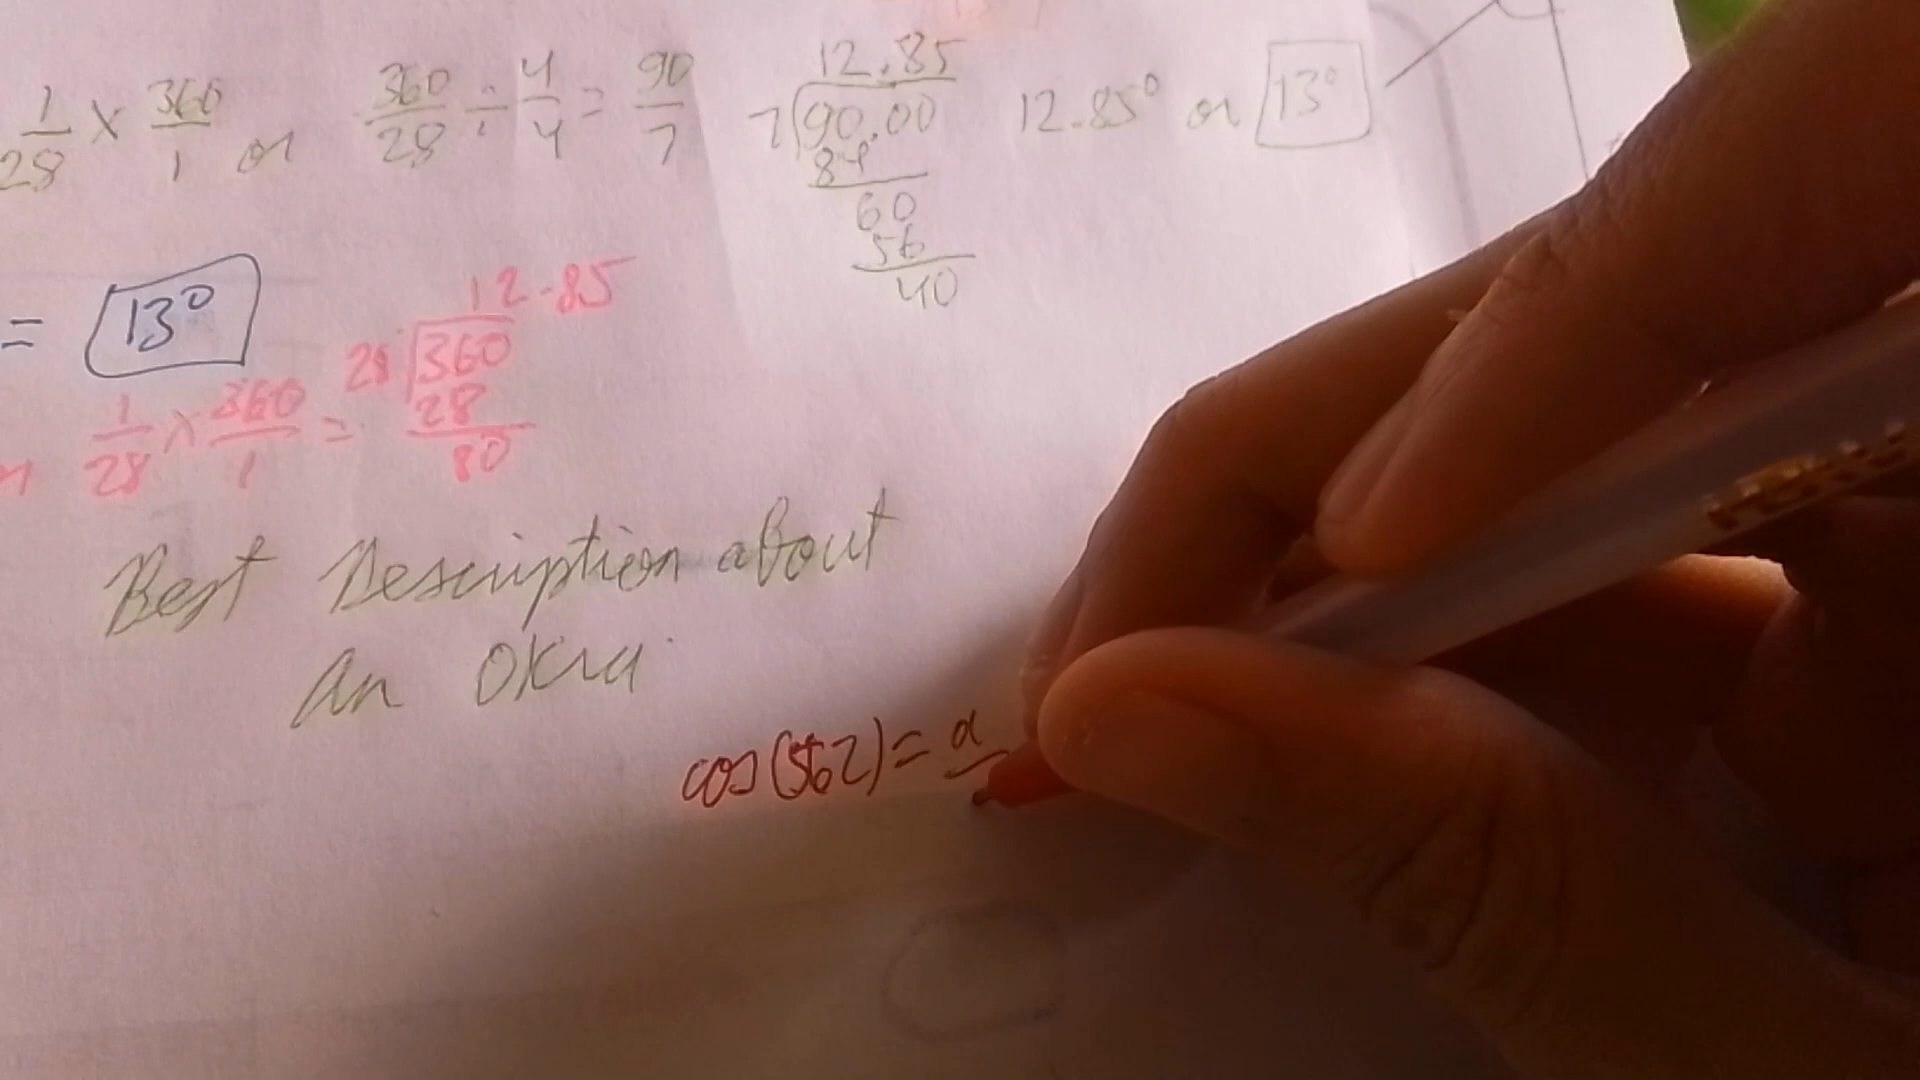 1/28 × 360/1 or 360/28 ÷ 4/4 = 90/7
12.85
7)90.00
84
60
56
40
12.85° or 13°
= 13°
or 1/28 × 360/1 =
12.85
28)360
28
80
Best Description about
an okra
cos(562) = a